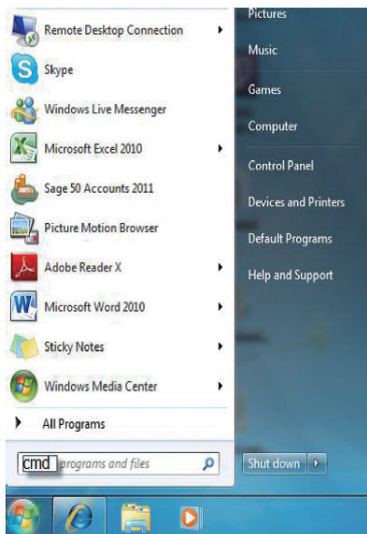 Remote Desktop Connection
Skype
Windows Live Messenger
Microsoft Excel 2010
Sage 50 Accounts 2011
Picture Motion Browser
Adobe Reader X
Microsoft Word 2010
Sticky Notes
Windows Media Center
All Programs
cmd programs and files
Pictures
Music
Games
Computer
Control Panel
Devices and Printers
Default Programs
Help and Support
Shut down